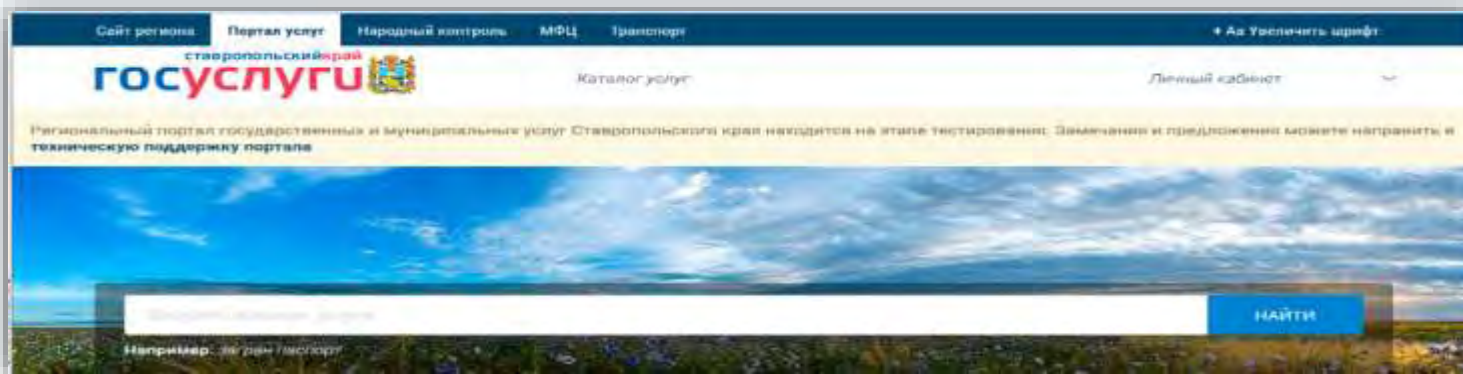 Сайт региона Портал услуг Народный контроль МФЦ Транспорт + Аа Увеличить шрифт
ставропольскийкрай
госуслуги Каталог услуг Личный кабинет
Региональный портал государственных и муниципальных услуг Ставропольского края находится на этапе тестирования. Замечания и предложения можете направить в
техническую поддержку портала
НАЙТИ
Например: загран паспорт